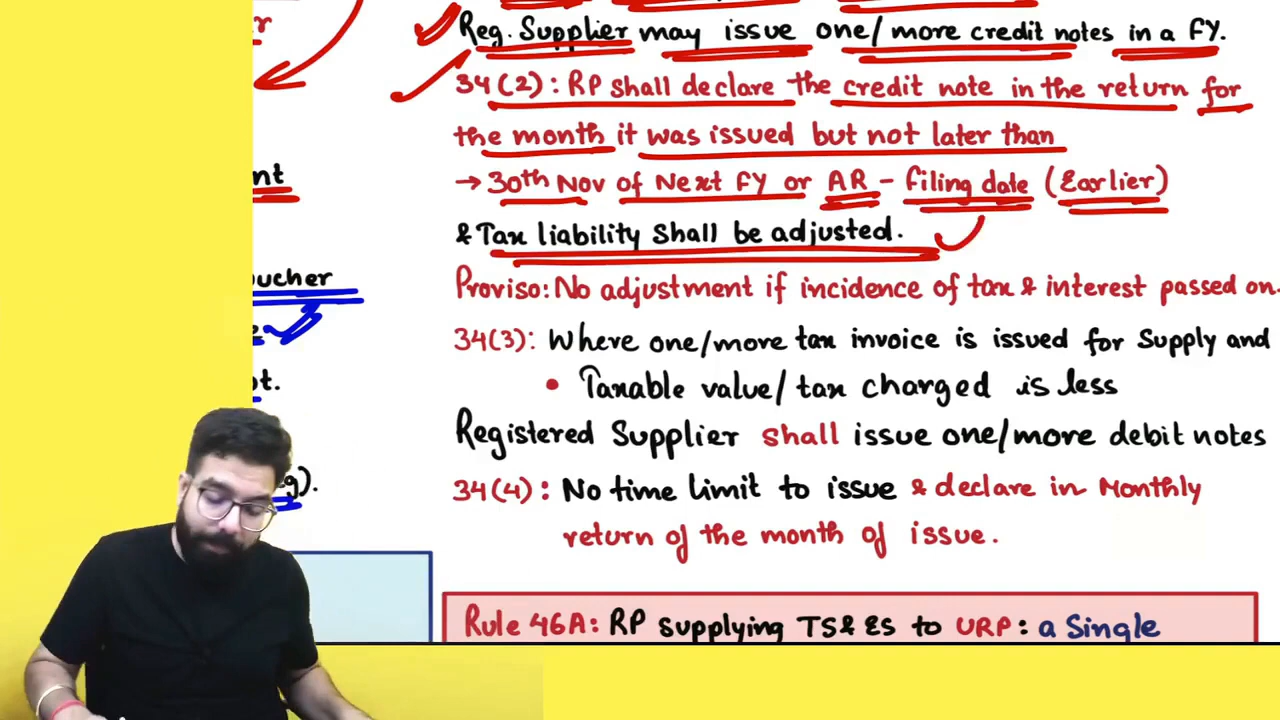 Reg. Supplier may issue one/more credit notes in a FY.
34(2): RP shall declare the credit note in the return for
the month it was issued but not later than
→ 30th Nov of Next FY or AR - filing date (Earlier)
& Tax liability shall be adjusted.
Proviso: No adjustment if incidence of tax & interest passed on.
34(3): Where one/more tax invoice is issued for Supply and
• Taxable value/tax charged is less
Registered Supplier shall issue one/more debit notes
34(4): No time limit to issue & declare in Monthly
return of the month of issue.
Rule 46A: RP supplying TS & ES to URP: a Single